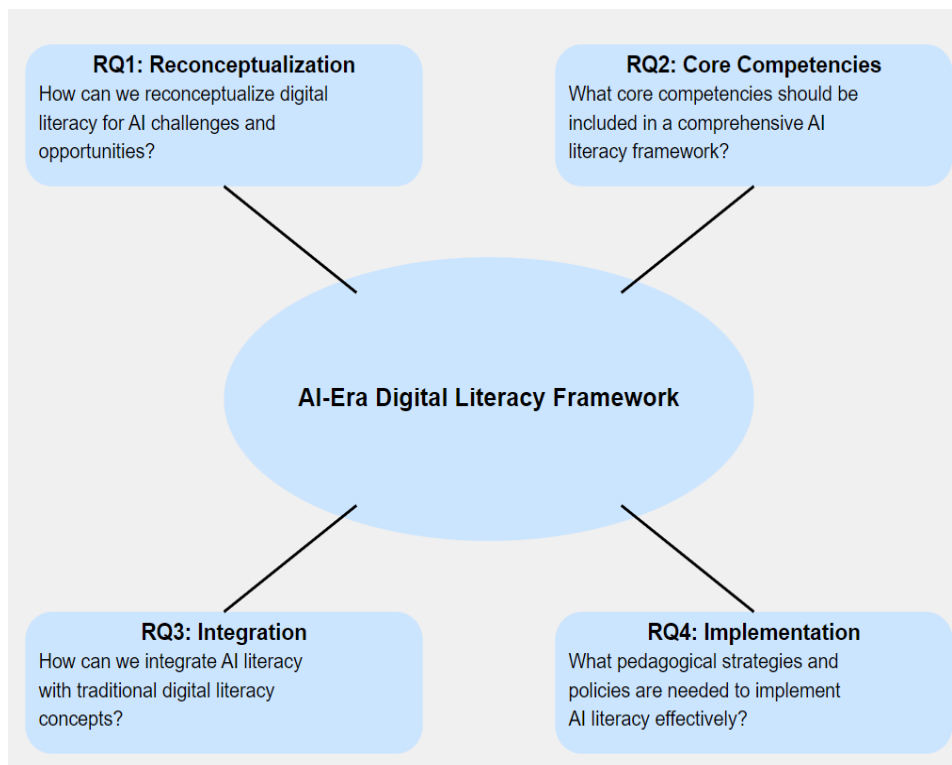 RQ1: Reconceptualization
How can we reconceptualize digital
literacy for AI challenges and
opportunities?
RQ2: Core Competencies
What core competencies should be
included in a comprehensive AI
literacy framework?
AI-Era Digital Literacy Framework
RQ3: Integration
How can we integrate AI literacy
with traditional digital literacy
concepts?
RQ4: Implementation
What pedagogical strategies and
policies are needed to implement
AI literacy effectively?